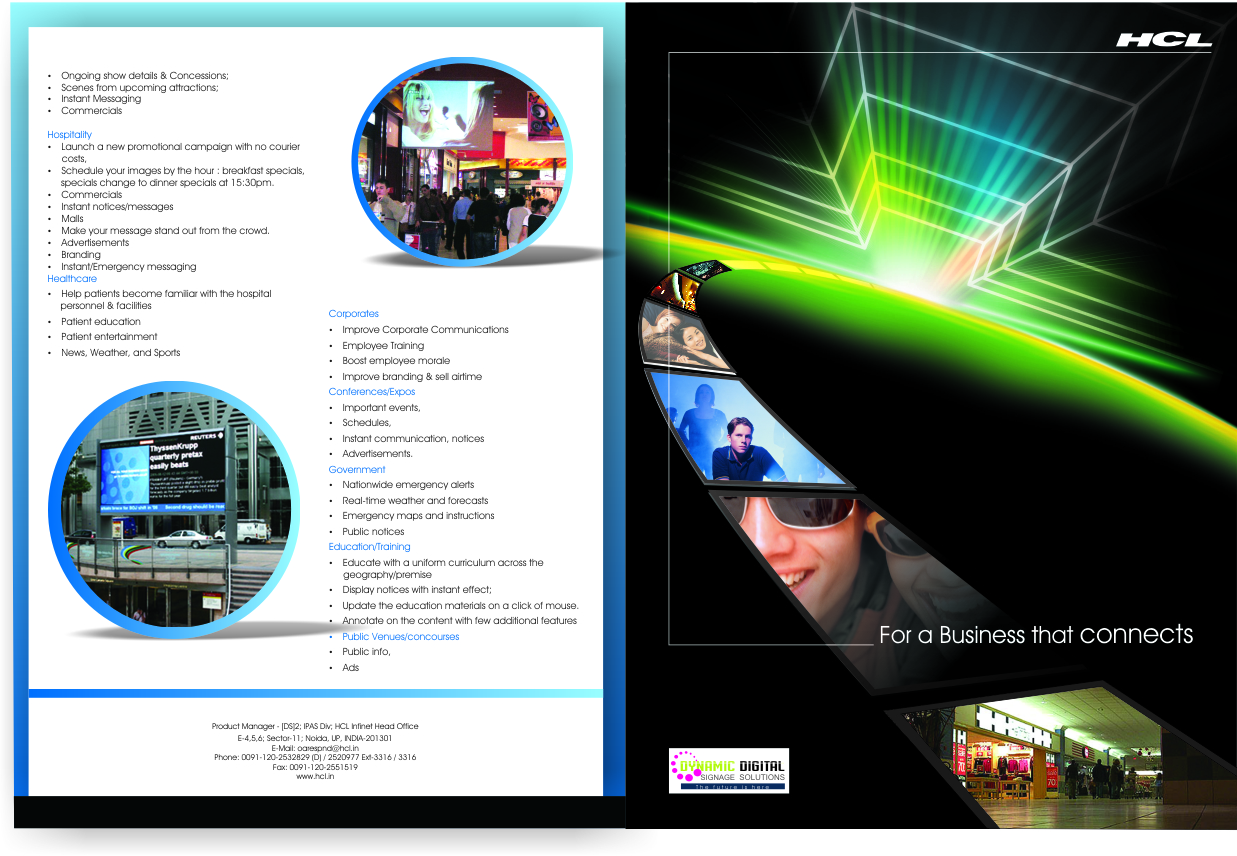 • Ongoing show details & Concessions;
• Scenes from upcoming attractions;
• Instant Messaging
• Commercials
Hospitality
• Launch a new promotional campaign with no courier
costs,
• Schedule your images by the hour : breakfast specials,
specials change to dinner specials at 15:30pm.
• Commercials
• Instant notices/messages
• Malls
• Make your message stand out from the crowd.
• Advertisements
• Branding
• Instant/Emergency messaging
Healthcare
• Help patients become familiar with the hospital
personnel & facilities
• Patient education
• Patient entertainment
• News, Weather, and Sports
REUTERS
ThyssenKrupp
quarterly pretax
easily beats
Corporates
• Improve Corporate Communications
• Employee Training
• Boost employee morale
• Improve branding & sell airtime
Conferences/Expos
• Important events,
• Schedules,
• Instant communication, notices
• Advertisements.
Government
• Nationwide emergency alerts
• Real-time weather and forecasts
• Emergency maps and instructions
• Public notices
Education/Training
• Educate with a uniform curriculum across the
geography/premise
• Display notices with instant effect;
• Update the education materials on a click of mouse.
• Annotate on the content with few additional features
• Public Venues/concourses
• Public info,
• Ads
Product Manager - [DS]2; IPAS Div; HCL Infinet Head Office
E-4,5,6; Sector-11; Noida, UP, INDIA-201301
E-Mail: oarespnd@hcl.in
Phone: 0091-120-2532829 (D) / 2520977 Ext-3316 / 3316
Fax: 0091-120-2551519
www.hcl.in
HCL
For a Business that connects
DYNAMIC DIGITAL
SIGNAGE SOLUTIONS
The future is here